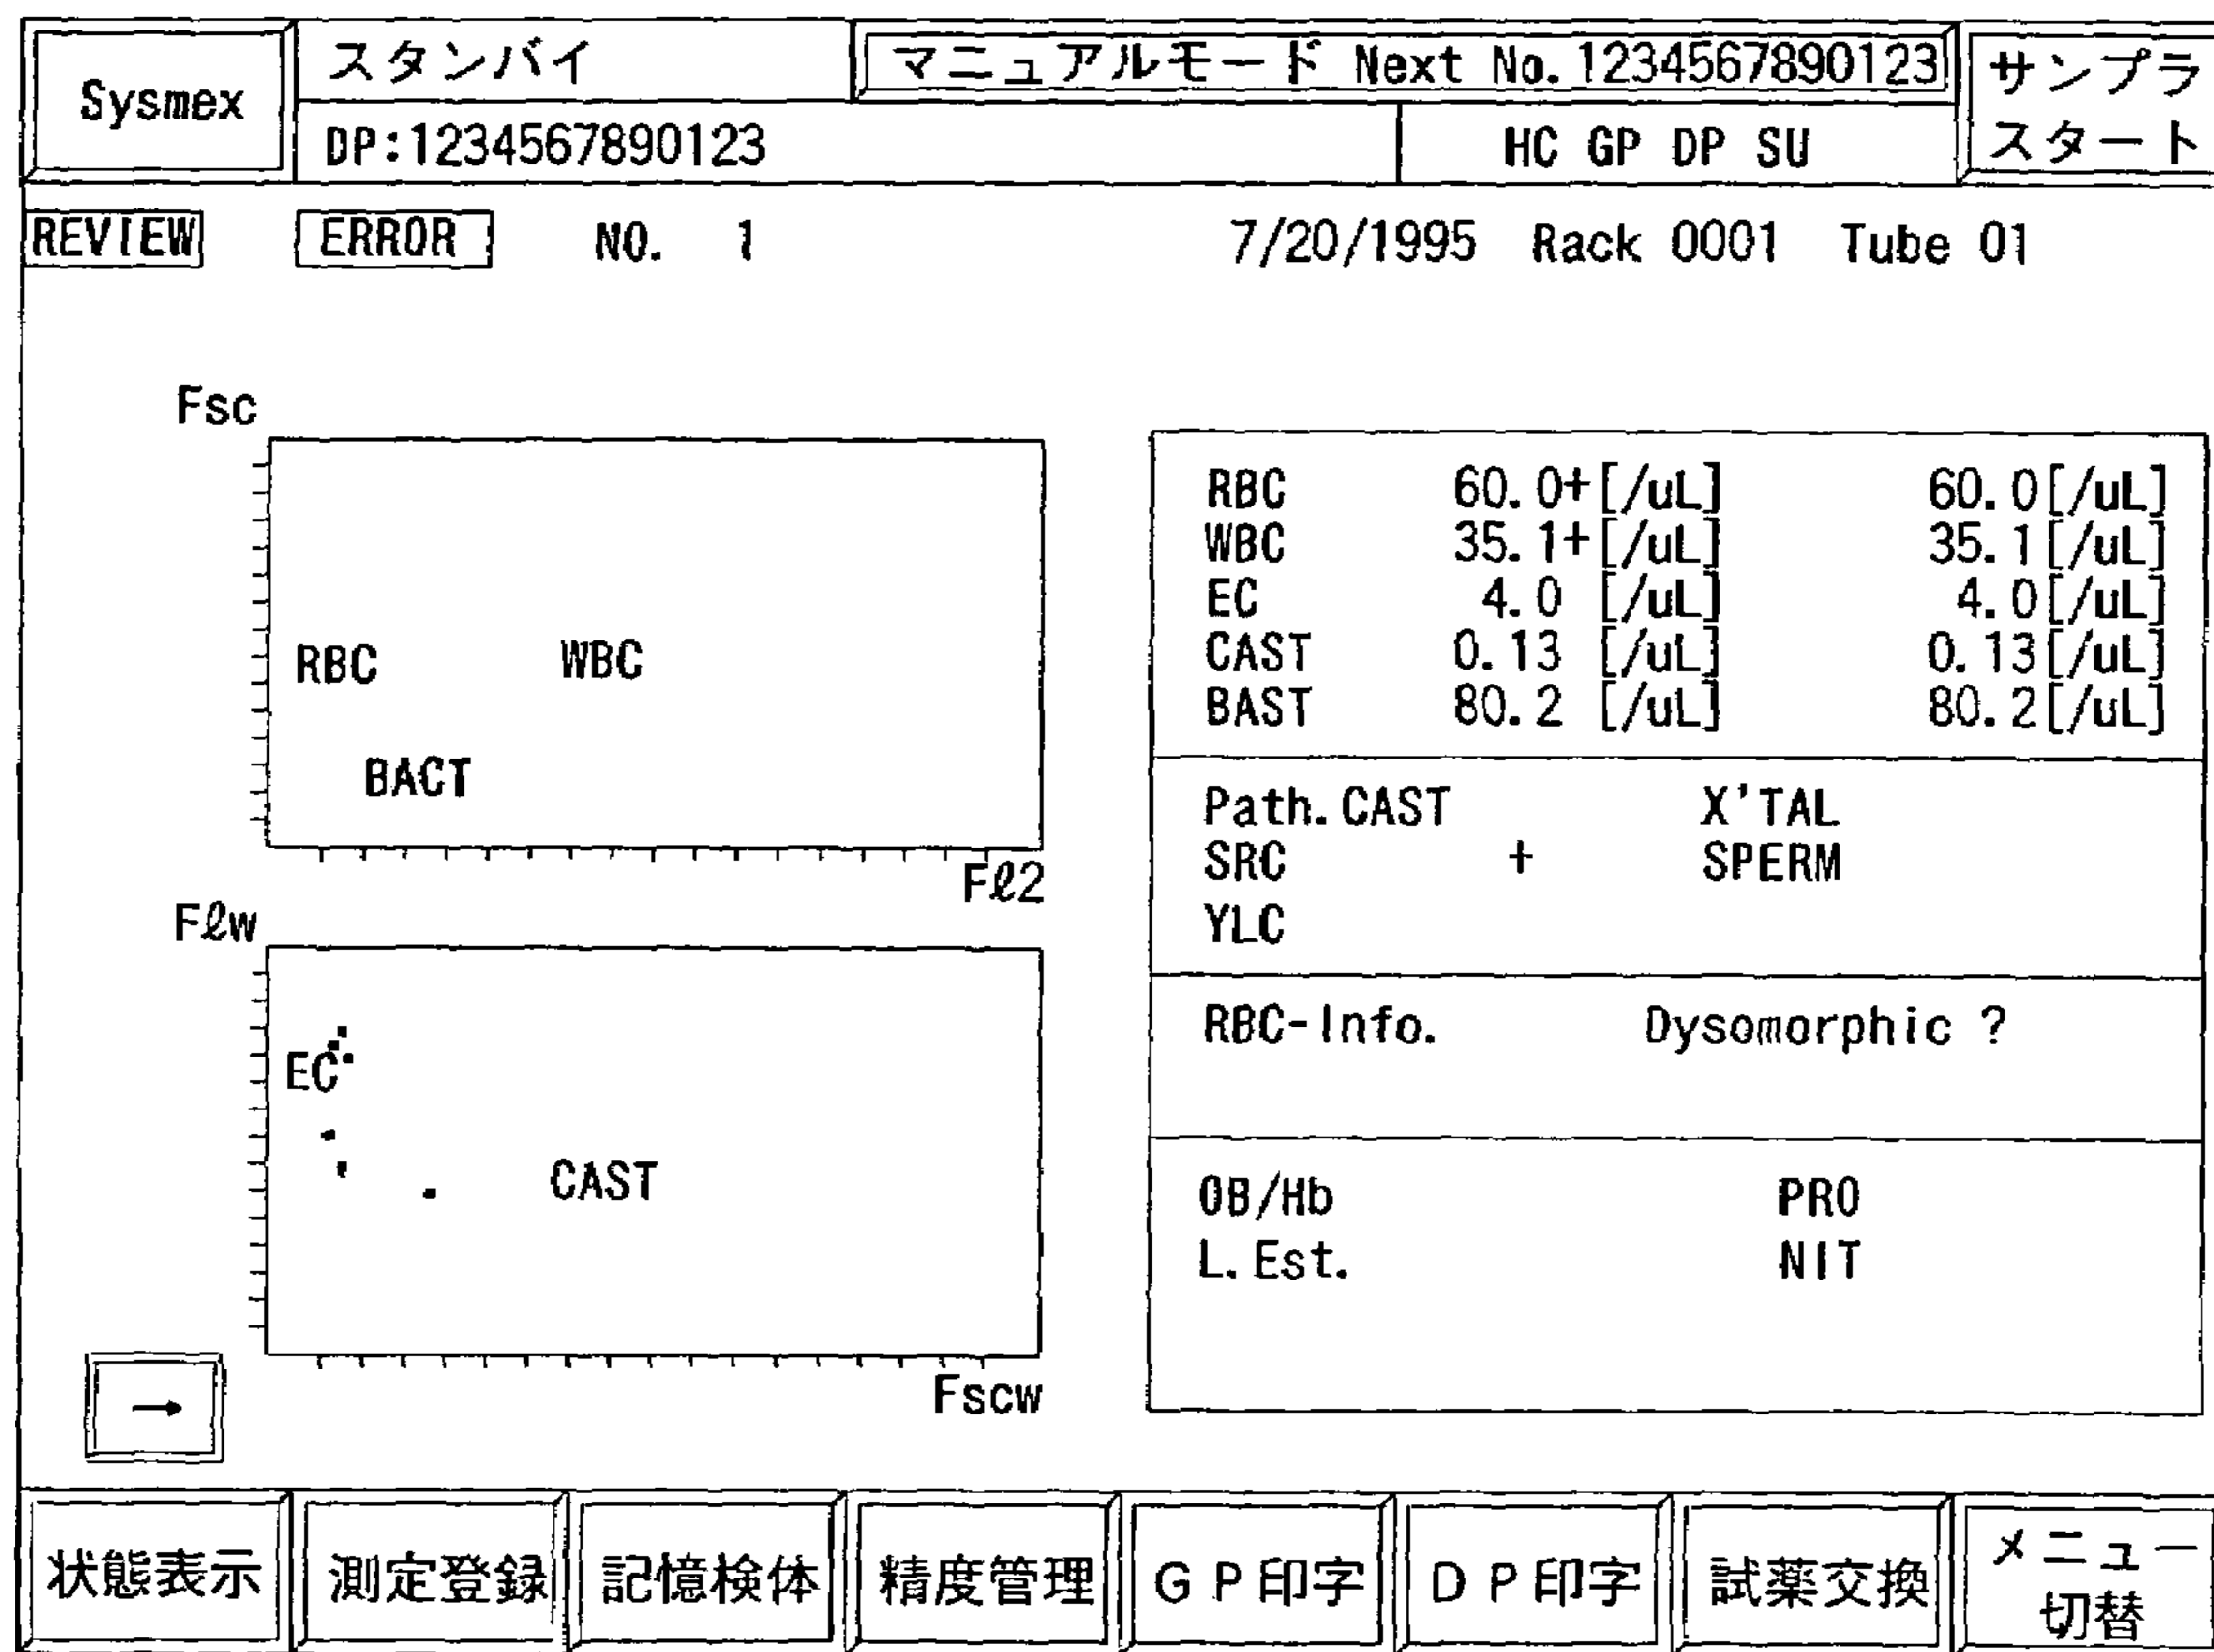 Sysmex
スタンバイ
マニュアルモード Next No.1234567890123
サンプラ
スタート
DP:1234567890123
HC GP DP SU
REVIEW ERROR NO. 1 7/20/1995 Rack 0001 Tube 01
Fsc
RBC WBC
BACT
Fℓ2
Fℓw
EC
CAST
Fscw
→
RBC 60.0+[/uL] 60.0[/uL]
WBC 35.1+[/uL] 35.1[/uL]
EC 4.0 [/uL] 4.0[/uL]
CAST 0.13 [/uL] 0.13[/uL]
BAST 80.2 [/uL] 80.2[/uL]
Path.CAST X'TAL
SRC + SPERM
YLC
RBC-Info. Dysomorphic ?
OB/Hb PRO
L.Est. NIT
状態表示
測定登録
記憶検体
精度管理
GP印字
DP印字
試薬交換
メニュー
切替